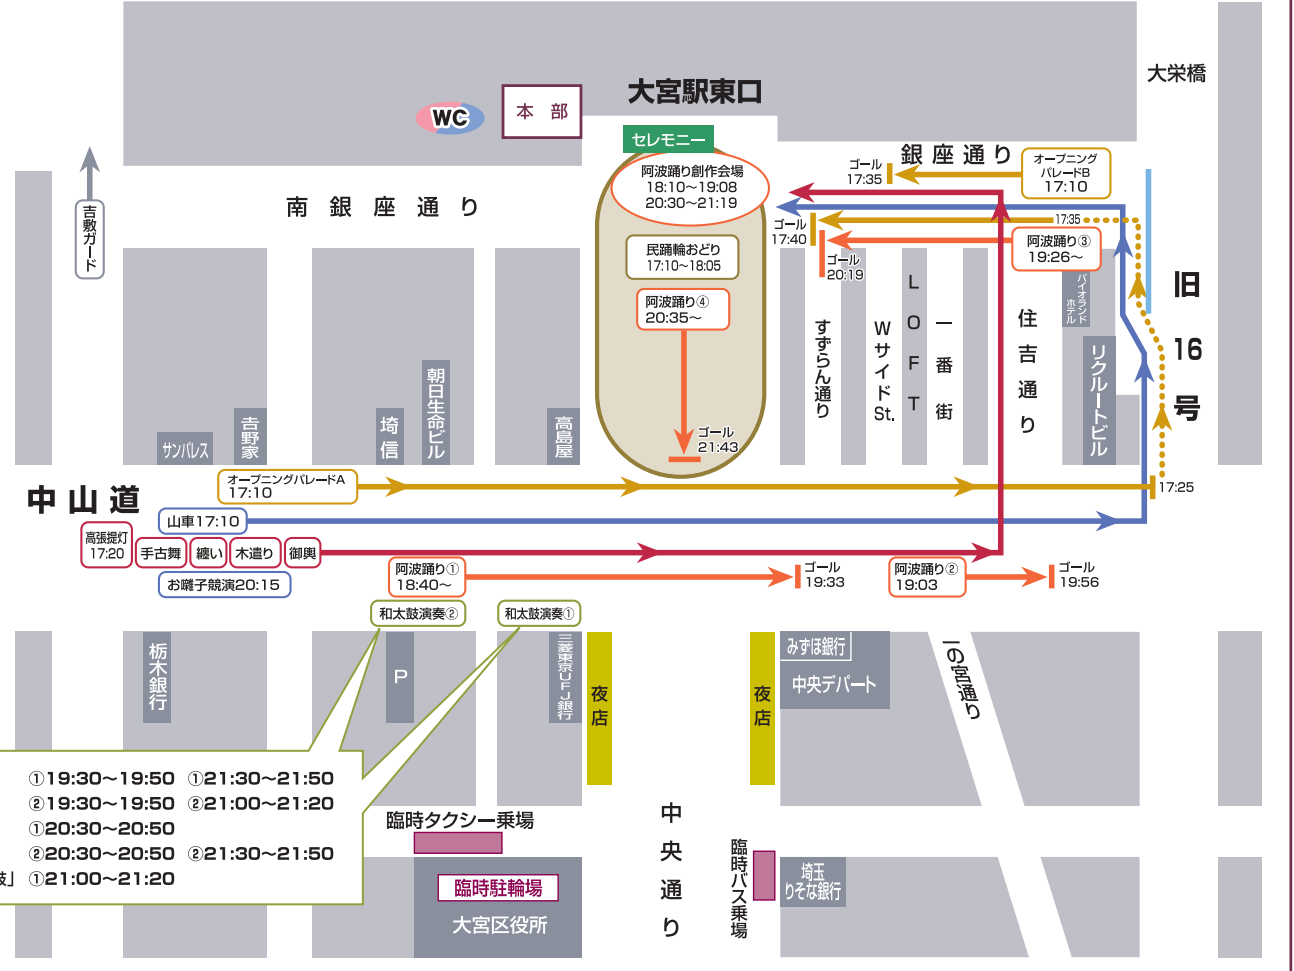 大栄橋
大宮駅東口
WC
本 部
セレモニー
阿波踊り創作会場
18:10～19:08
20:30～21:19
銀座通り
ゴール
17:35
オープニング
パレードB
17:10
吉敷ガード
南銀座通り
ゴール
17:40
17:35
民踊輪おどり
17:10～18:05
ゴール
20:19
阿波踊り③
19:26～
阿波踊り④
20:35～
ゴール
21:43
すずらん通り
WサイドSt.
LOFT
一番街
住吉通り
パイオランド
ホテル
リクルートビル
旧16号
サンパレス
吉野家
埼信
朝日生命ビル
高島屋
中山道
オープニングパレードA
17:10
17:25
山車17:10
高張提灯
17:20
手古舞
纏い
木遣り
御輿
お囃子競演20:15
阿波踊り①
18:40～
ゴール
19:33
阿波踊り②
19:03
ゴール
19:56
和太鼓演奏②
和太鼓演奏①
栃木銀行
P
三菱東京UFJ銀行
夜店
夜店
みずほ銀行
中央デパート
一の宮通り
①19:30～19:50 ①21:30～21:50
②19:30～19:50 ②21:00～21:20
①20:30～20:50
②20:30～20:50 ②21:30～21:50
鼓」 ①21:00～21:20
臨時タクシー乗場
臨時駐輪場
大宮区役所
中央通り
臨時バス乗場
埼玉
りそな銀行